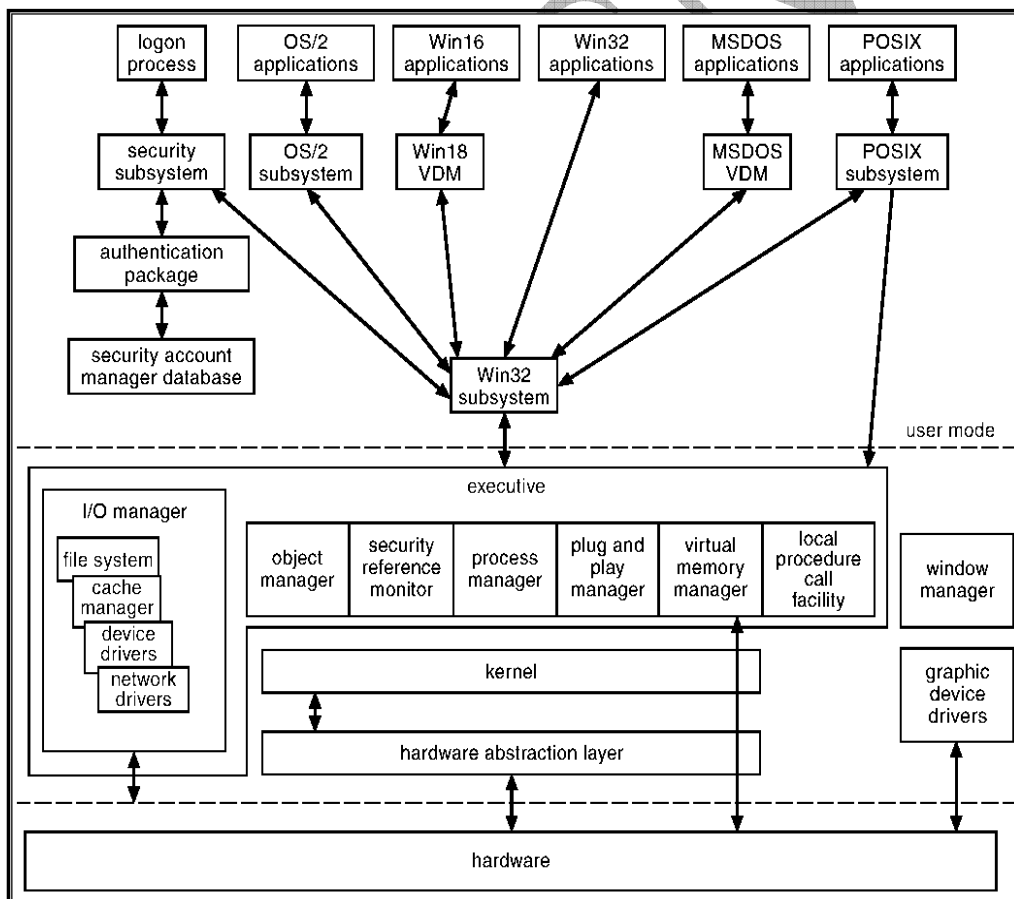 logon
process
OS/2
applications
Win16
applications
Win32
applications
MSDOS
applications
POSIX
applications
security
subsystem
OS/2
subsystem
Win18
VDM
MSDOS
VDM
POSIX
subsystem
authentication
package
security account
manager database
Win32
subsystem
user mode
executive
I/O manager
file system
cache
manager
device
drivers
network
drivers
object
manager
security
reference
monitor
process
manager
plug and
play
manager
virtual
memory
manager
local
procedure
call
facility
window
manager
kernel
graphic
device
drivers
hardware abstraction layer
hardware